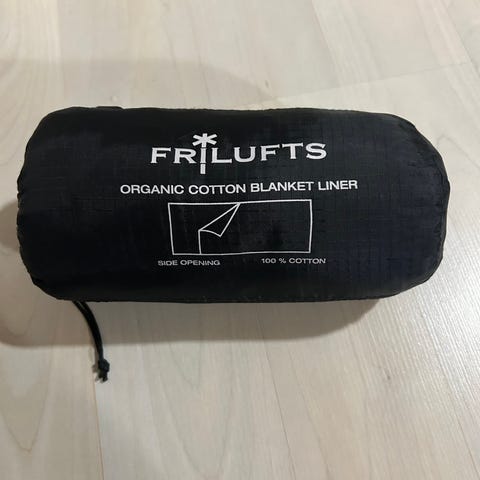 FRILUFTS
ORGANIC COTTON BLANKET LINER
SIDE OPENING 100 % COTTON